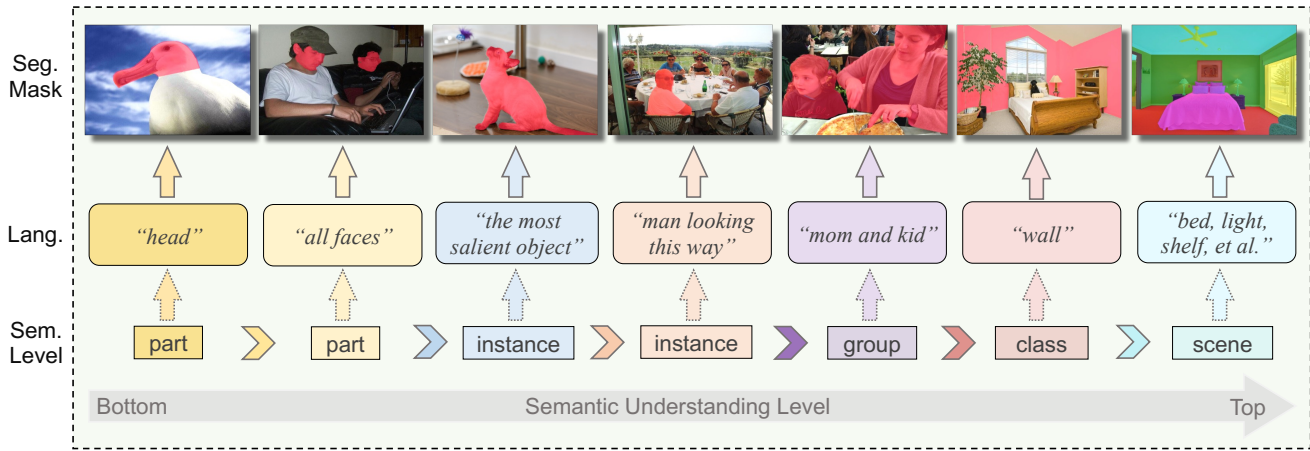 Seg.
Mask
Lang.
“head”
“all faces”
“the most
salient object”
“man looking
this way”
“mom and kid”
“wall”
“bed, light,
shelf, et al.”
Sem.
Level
part
part
instance
instance
group
class
scene
Bottom
Semantic Understanding Level
Top